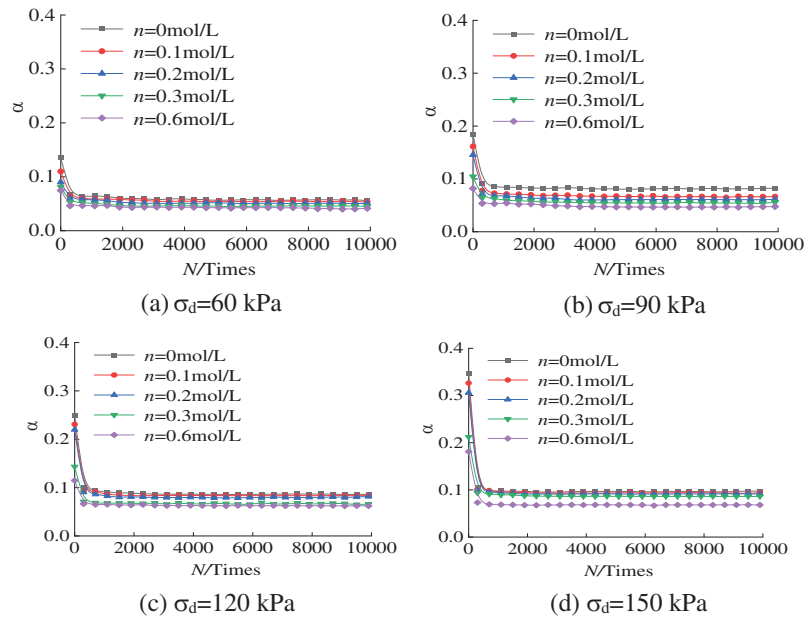 0.4
0.3
0.2
0.1
0.0
α
n=0mol/L
n=0.1mol/L
n=0.2mol/L
n=0.3mol/L
n=0.6mol/L
0 2000 4000 6000 8000 10000
N/Times
(a) σd=60 kPa
0.4
0.3
0.2
0.1
0.0
α
n=0mol/L
n=0.1mol/L
n=0.2mol/L
n=0.3mol/L
n=0.6mol/L
0 2000 4000 6000 8000 10000
N/Times
(b) σd=90 kPa
0.4
0.3
0.2
0.1
0.0
α
n=0mol/L
n=0.1mol/L
n=0.2mol/L
n=0.3mol/L
n=0.6mol/L
0 2000 4000 6000 8000 10000
N/Times
(c) σd=120 kPa
0.4
0.3
0.2
0.1
0.0
α
n=0mol/L
n=0.1mol/L
n=0.2mol/L
n=0.3mol/L
n=0.6mol/L
0 2000 4000 6000 8000 10000
N/Times
(d) σd=150 kPa